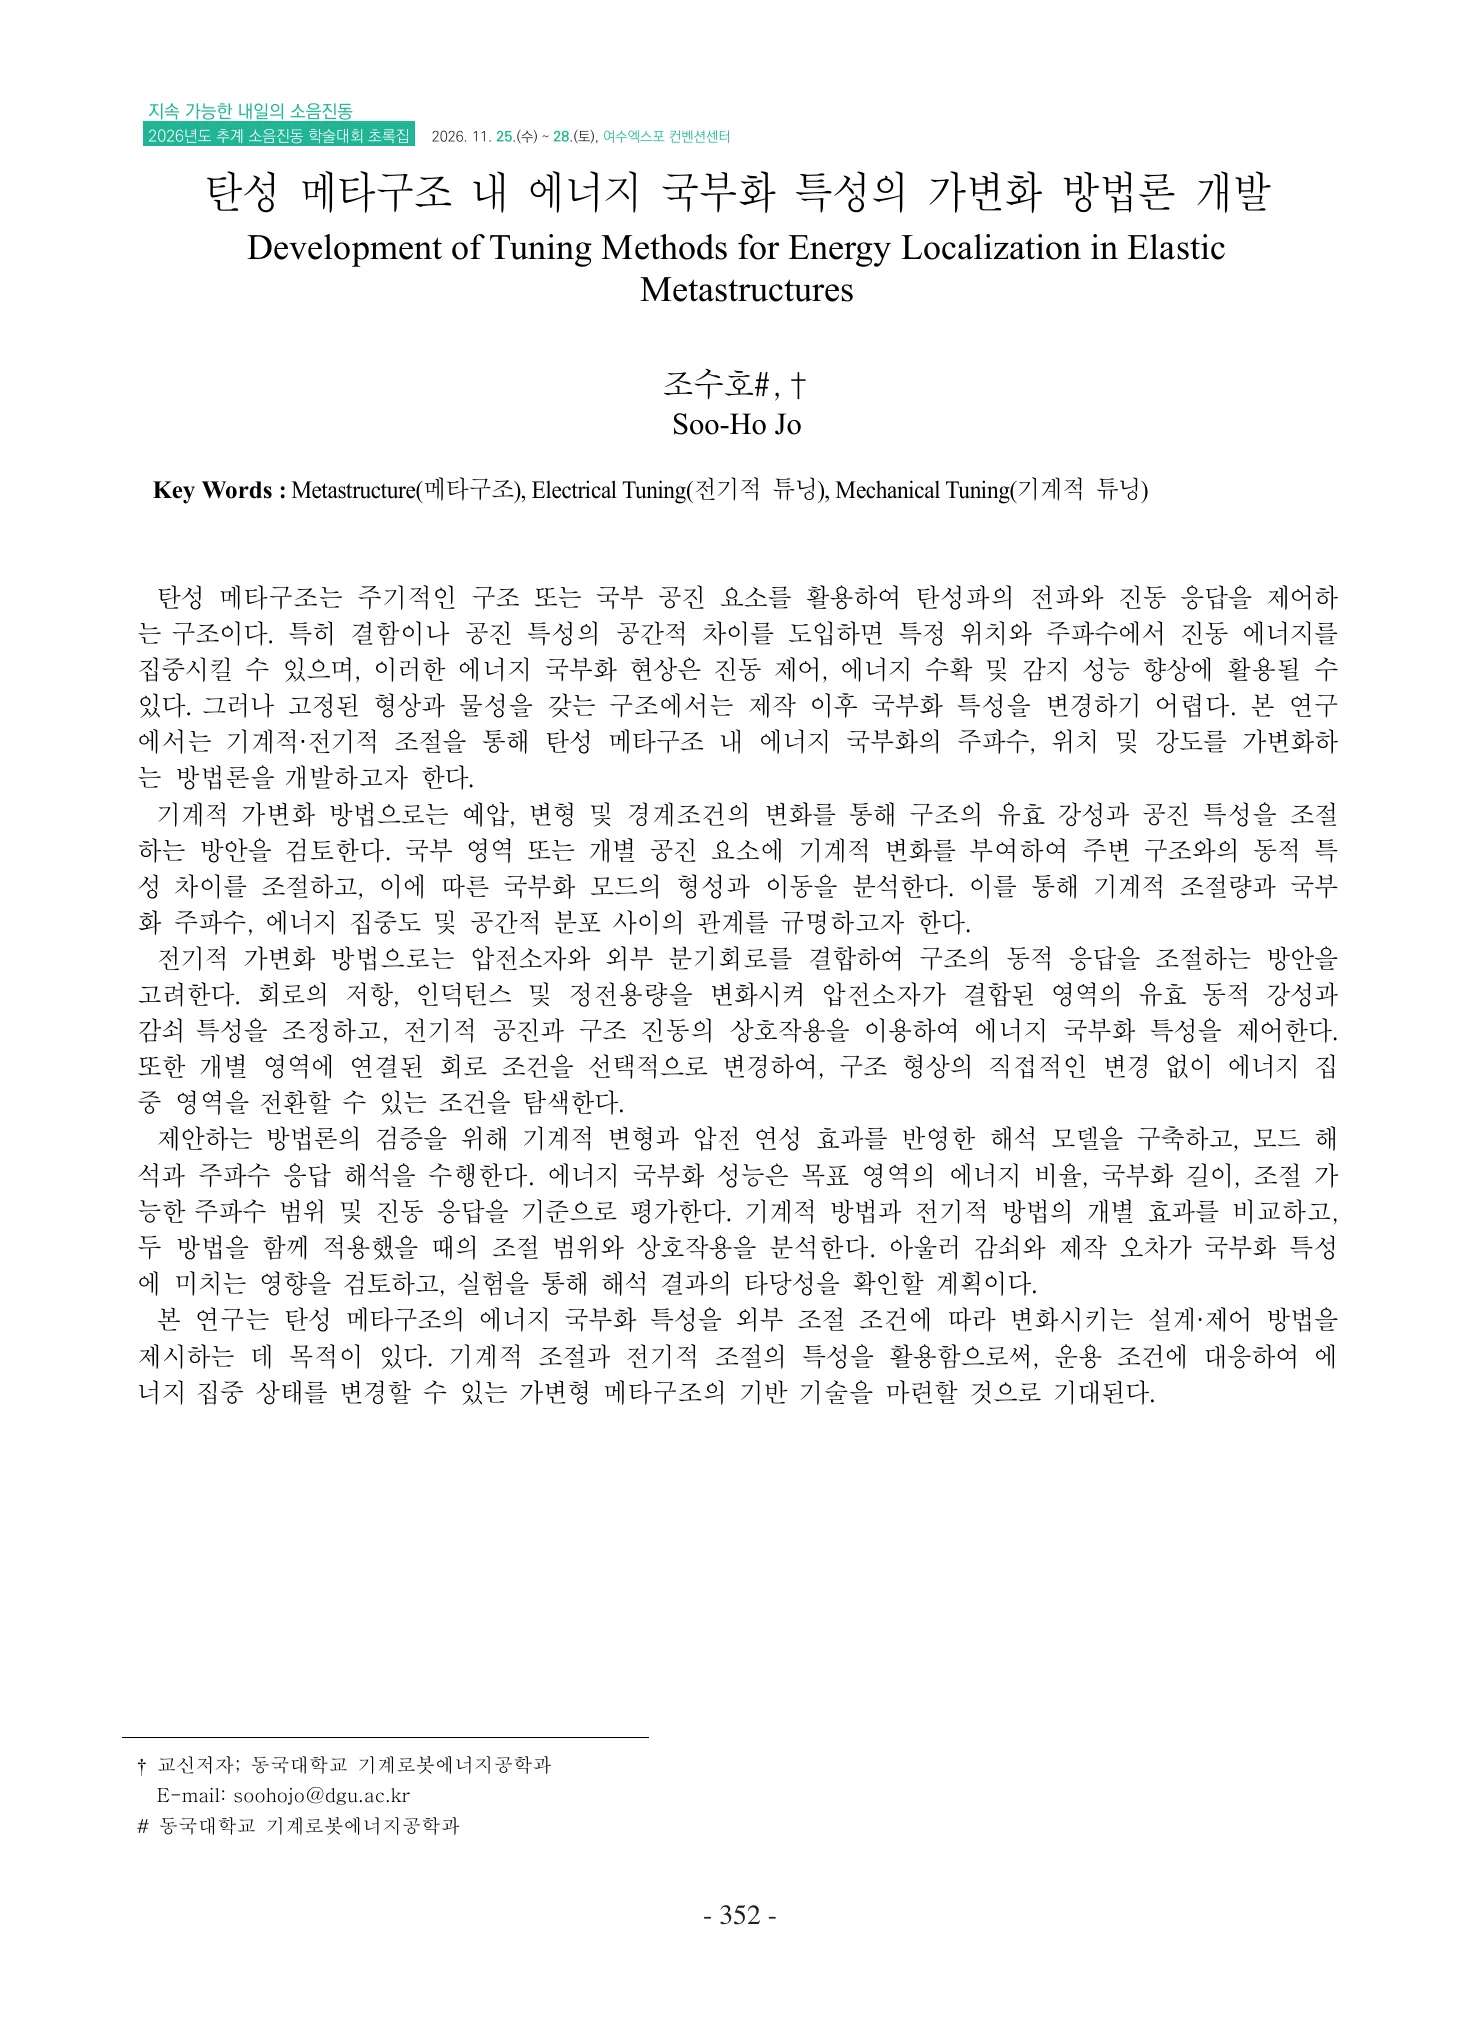 지속 가능한 내일의 소음진동
2026년도 추계 소음진동 학술대회 초록집 2026. 11. 25.(수) ~ 28.(토), 여수엑스포 컨벤션센터
탄성 메타구조 내 에너지 국부화 특성의 가변화 방법론 개발
Development of Tuning Methods for Energy Localization in Elastic
Metastructures
조수호#, †
Soo-Ho Jo
Key Words : Metastructure(메타구조), Electrical Tuning(전기적 튜닝), Mechanical Tuning(기계적 튜닝)
탄성 메타구조는 주기적인 구조 또는 국부 공진 요소를 활용하여 탄성파의 전파와 진동 응답을 제어하
는 구조이다. 특히 결함이나 공진 특성의 공간적 차이를 도입하면 특정 위치와 주파수에서 진동 에너지를
집중시킬 수 있으며, 이러한 에너지 국부화 현상은 진동 제어, 에너지 수확 및 감지 성능 향상에 활용될 수
있다. 그러나 고정된 형상과 물성을 갖는 구조에서는 제작 이후 국부화 특성을 변경하기 어렵다. 본 연구
에서는 기계적·전기적 조절을 통해 탄성 메타구조 내 에너지 국부화의 주파수, 위치 및 강도를 가변화하
는 방법론을 개발하고자 한다.
기계적 가변화 방법으로는 예압, 변형 및 경계조건의 변화를 통해 구조의 유효 강성과 공진 특성을 조절
하는 방안을 검토한다. 국부 영역 또는 개별 공진 요소에 기계적 변화를 부여하여 주변 구조와의 동적 특
성 차이를 조절하고, 이에 따른 국부화 모드의 형성과 이동을 분석한다. 이를 통해 기계적 조절량과 국부
화 주파수, 에너지 집중도 및 공간적 분포 사이의 관계를 규명하고자 한다.
전기적 가변화 방법으로는 압전소자와 외부 분기회로를 결합하여 구조의 동적 응답을 조절하는 방안을
고려한다. 회로의 저항, 인덕턴스 및 정전용량을 변화시켜 압전소자가 결합된 영역의 유효 동적 강성과
감쇠 특성을 조정하고, 전기적 공진과 구조 진동의 상호작용을 이용하여 에너지 국부화 특성을 제어한다.
또한 개별 영역에 연결된 회로 조건을 선택적으로 변경하여, 구조 형상의 직접적인 변경 없이 에너지 집
중 영역을 전환할 수 있는 조건을 탐색한다.
제안하는 방법론의 검증을 위해 기계적 변형과 압전 연성 효과를 반영한 해석 모델을 구축하고, 모드 해
석과 주파수 응답 해석을 수행한다. 에너지 국부화 성능은 목표 영역의 에너지 비율, 국부화 길이, 조절 가
능한 주파수 범위 및 진동 응답을 기준으로 평가한다. 기계적 방법과 전기적 방법의 개별 효과를 비교하고,
두 방법을 함께 적용했을 때의 조절 범위와 상호작용을 분석한다. 아울러 감쇠와 제작 오차가 국부화 특성
에 미치는 영향을 검토하고, 실험을 통해 해석 결과의 타당성을 확인할 계획이다.
본 연구는 탄성 메타구조의 에너지 국부화 특성을 외부 조절 조건에 따라 변화시키는 설계·제어 방법을
제시하는 데 목적이 있다. 기계적 조절과 전기적 조절의 특성을 활용함으로써, 운용 조건에 대응하여 에
너지 집중 상태를 변경할 수 있는 가변형 메타구조의 기반 기술을 마련할 것으로 기대된다.
† 교신저자; 동국대학교 기계로봇에너지공학과
E-mail: soohojo@dgu.ac.kr
# 동국대학교 기계로봇에너지공학과
- 352 -